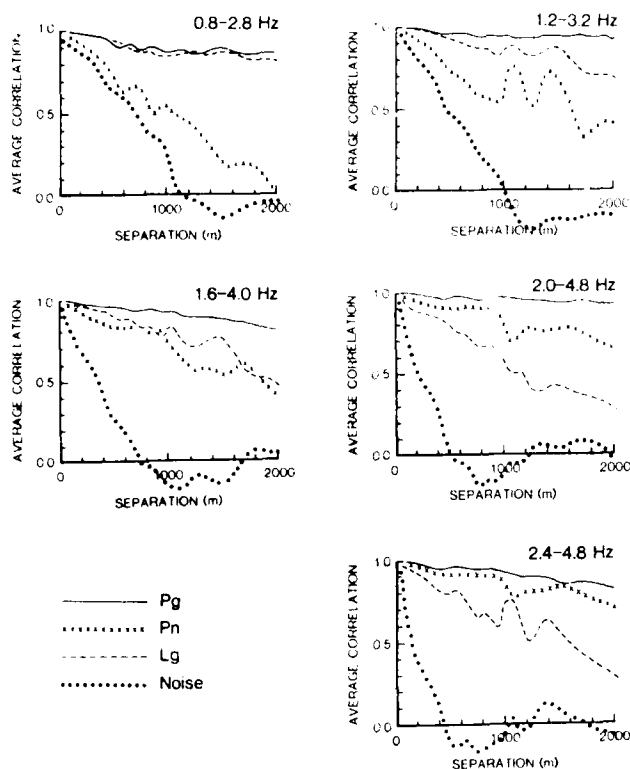 0.8–2.8 Hz
AVERAGE CORRELATION
1.0
0.5
0.0
0
1000
2000
SEPARATION (m)
1.2–3.2 Hz
AVERAGE CORRELATION
1.0
0.5
0.0
0
1000
2000
SEPARATION (m)
1.6–4.0 Hz
AVERAGE CORRELATION
1.0
0.5
0.0
0
1000
2000
SEPARATION (m)
2.0–4.8 Hz
AVERAGE CORRELATION
1.0
0.5
0.0
0
1000
2000
SEPARATION (m)
2.4–4.8 Hz
AVERAGE CORRELATION
1.0
0.5
0.0
0
1000
2000
SEPARATION (m)
Pg
Pn
Lg
Noise